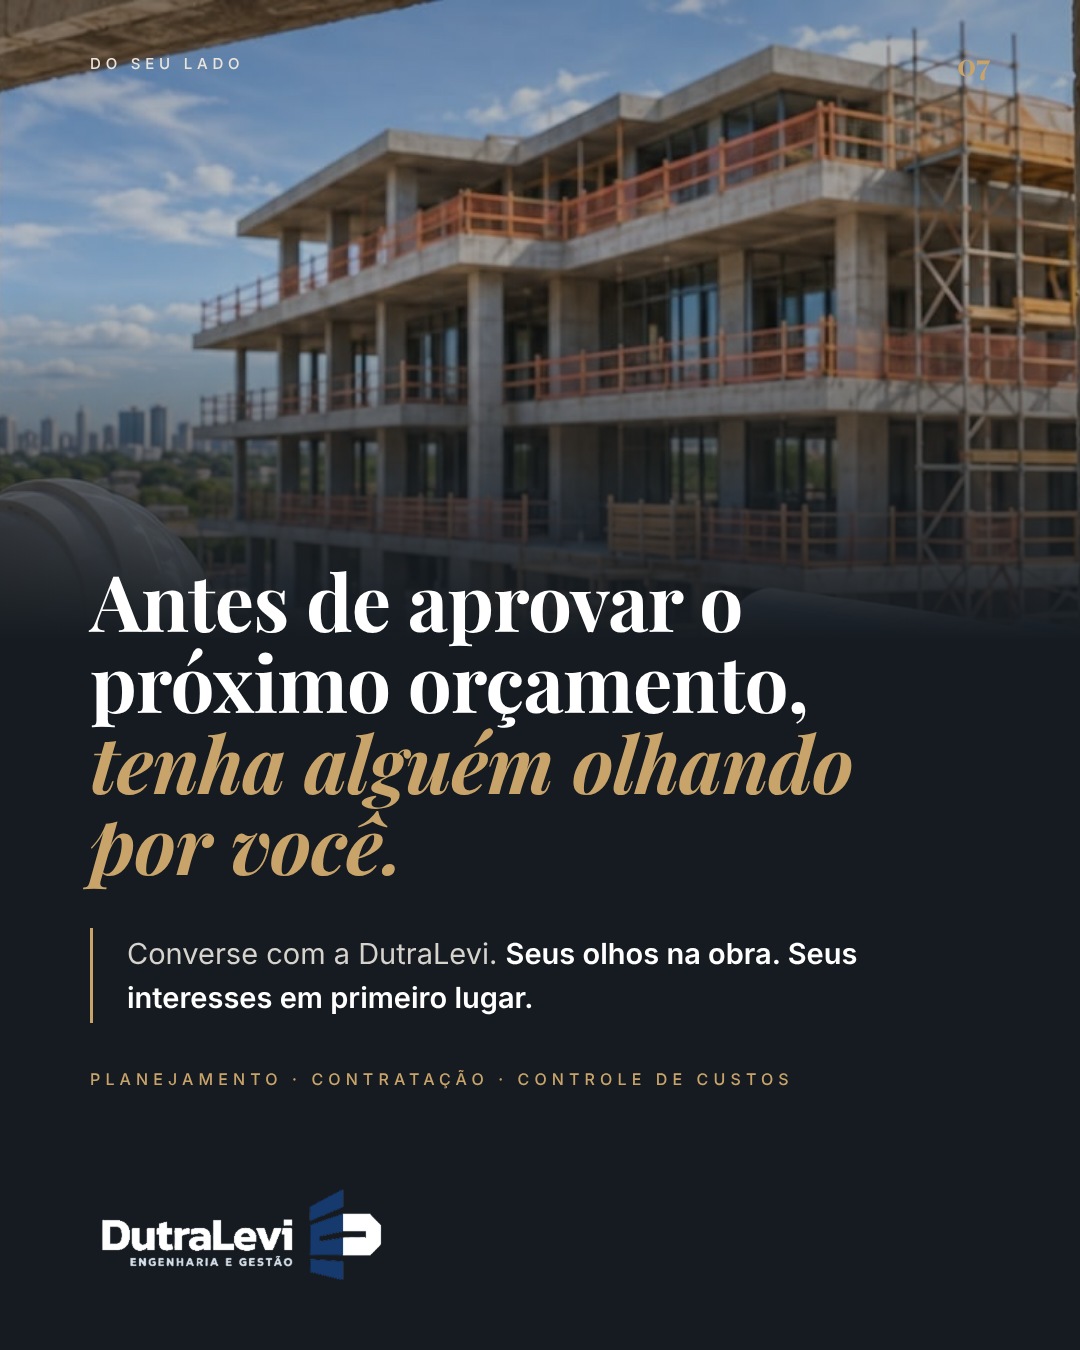 DO SEU LADO
07
Antes de aprovar o
próximo orçamento,
tenha alguém olhando
por você.
Converse com a DutraLevi. Seus olhos na obra. Seus
interesses em primeiro lugar.
PLANEJAMENTO · CONTRATAÇÃO · CONTROLE DE CUSTOS
DutraLevi
ENGENHARIA E GESTÃO